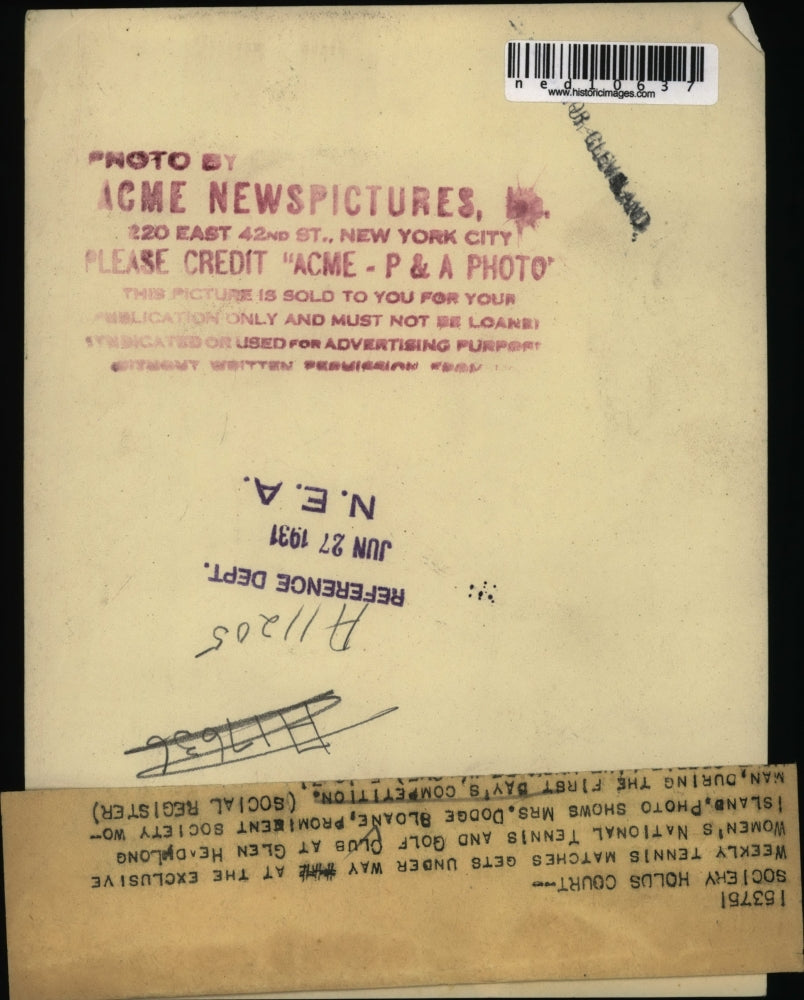 ned10637
www.historicimages.com
CLEVELAND
PHOTO BY
ACME NEWSPICTURES,
220 EAST 42ND ST., NEW YORK CITY
PLEASE CREDIT "ACME - P & A PHOTO"
THIS PICTURE IS SOLD TO YOU FOR YOUR
PUBLICATION ONLY AND MUST NOT BE LOANED
SYNDICATED OR USED FOR ADVERTISING PURPOSE
WITHOUT WRITTEN PERMISSION FROM
REFERENCE DEPT.
JUN 27 1931
N.E.A.
A11205
153751
SOCIETY HOLDS COURT--
WEEKLY TENNIS MATCHES GETS UNDER WAY ### AT THE EXCLUSIVE
WOMEN'S NATIONAL TENNIS AND GOLF CLUB AT GLEN HEAD, LONG
ISLAND. PHOTO SHOWS MRS. DODGE SLOANE, PROMINENT SOCIETY WO-
MAN, DURING THE FIRST DAY'S COMPETITION. (SOCIAL REGISTER)